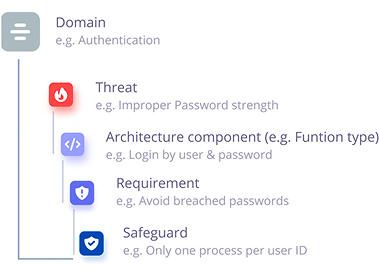 Domain
e.g. Authentication
Threat
e.g. Improper Password strength
Architecture component (e.g. Funtion type)
e.g. Login by user & password
Requirement
e.g. Avoid breached passwords
Safeguard
e.g. Only one process per user ID